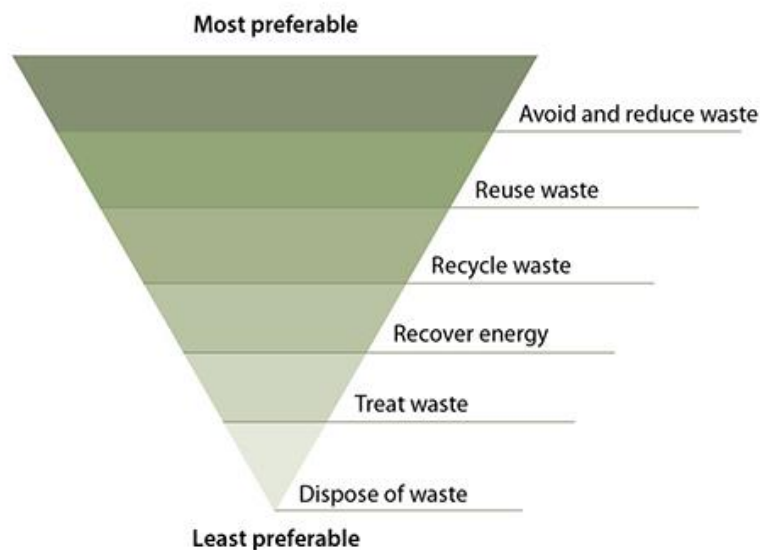 Most preferable
Avoid and reduce waste
Reuse waste
Recycle waste
Recover energy
Treat waste
Dispose of waste
Least preferable